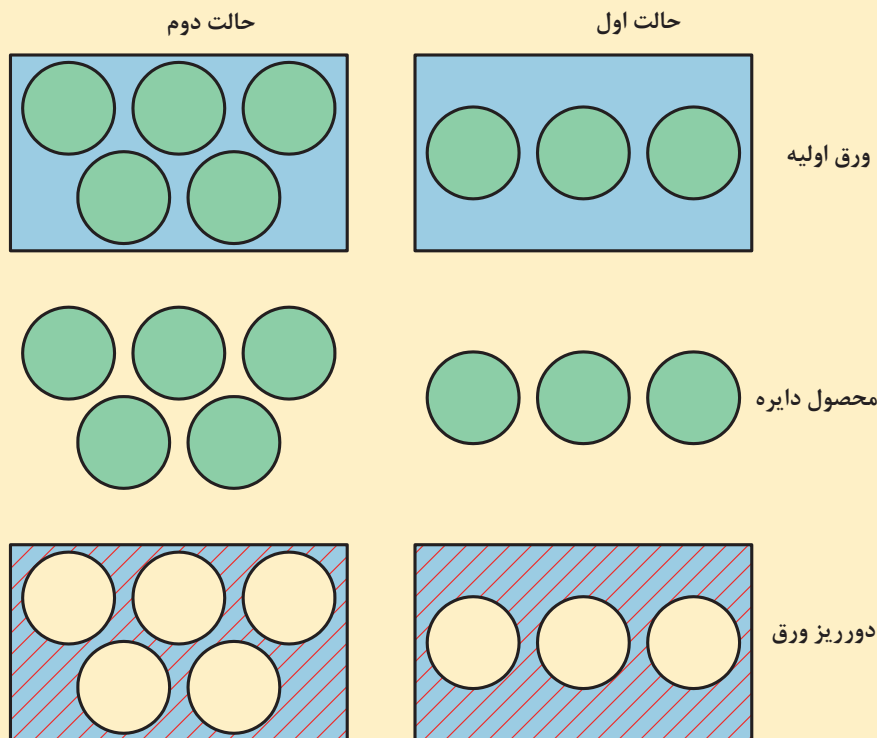 حالت اول
حالت دوم
ورق اولیه
محصول دایره
دورریز ورق